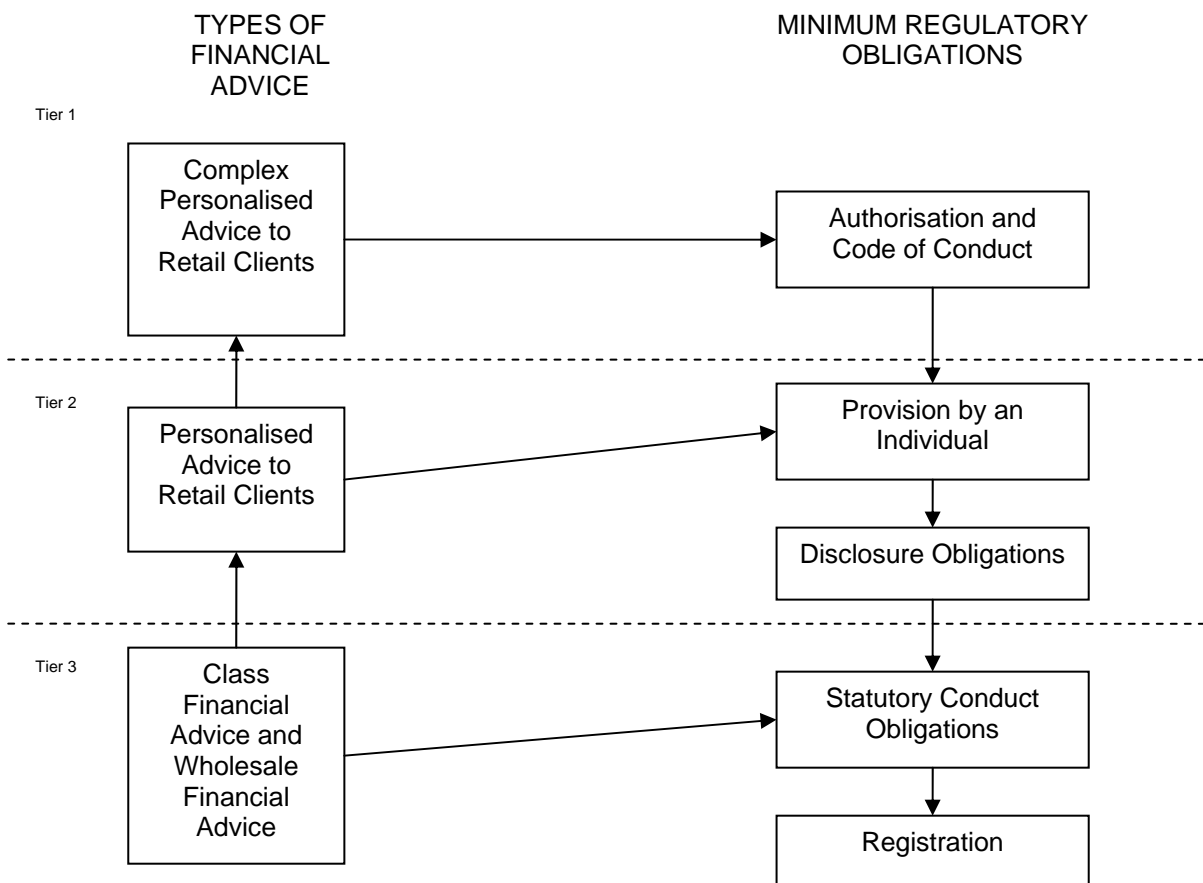 TYPES OF
FINANCIAL
ADVICE
MINIMUM REGULATORY
OBLIGATIONS
Tier 1
Complex
Personalised
Advice to
Retail Clients
Authorisation and
Code of Conduct
Tier 2
Personalised
Advice to
Retail Clients
Provision by an
Individual
Disclosure Obligations
Tier 3
Class
Financial
Advice and
Wholesale
Financial
Advice
Statutory Conduct
Obligations
Registration